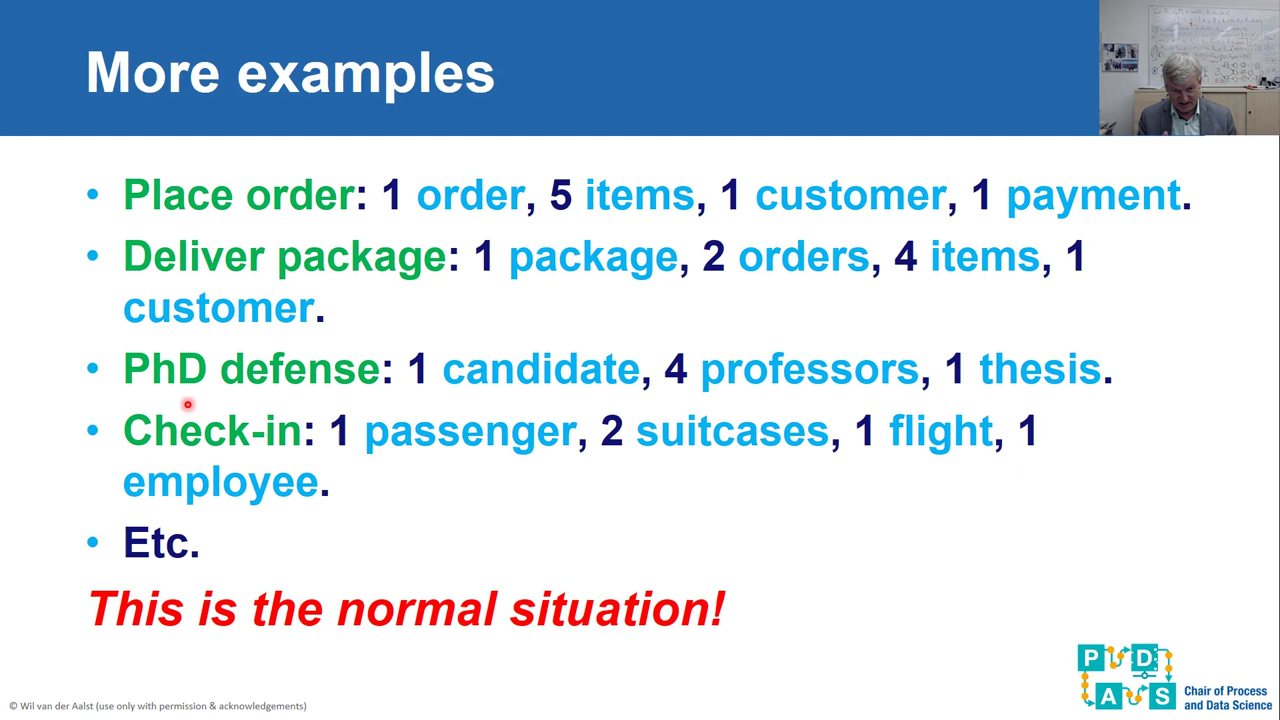 More examples
• Place order: 1 order, 5 items, 1 customer, 1 payment.
• Deliver package: 1 package, 2 orders, 4 items, 1
customer.
• PhD defense: 1 candidate, 4 professors, 1 thesis.
• Check-in: 1 passenger, 2 suitcases, 1 flight, 1
employee.
• Etc.
This is the normal situation!
P D
A S
Chair of Process
and Data Science
© Wil van der Aalst (use only with permission & acknowledgements)